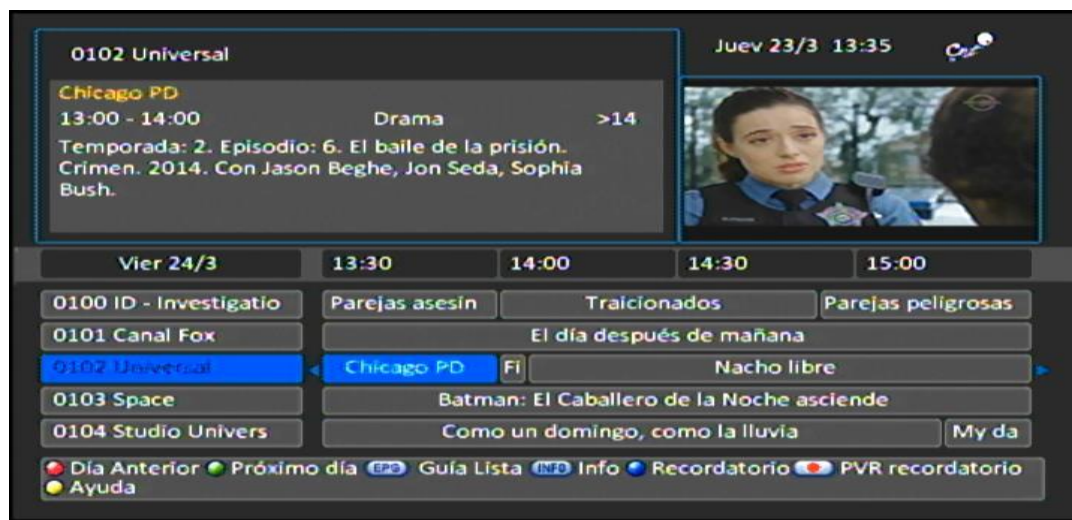 0102 Universal
Juev 23/3 13:35
Chicago PD
13:00 - 14:00 Drama >14
Temporada: 2. Episodio: 6. El baile de la prisión.
Crimen. 2014. Con Jason Beghe, Jon Seda, Sophia
Bush.
Vier 24/3 13:30 14:00 14:30 15:00
0100 ID - Investigatio Parejas asesin Traicionados Parejas peligrosas
0101 Canal Fox El día después de mañana
0102 Universal Chicago PD Fi Nacho libre
0103 Space Batman: El Caballero de la Noche asciende
0104 Studio Univers Como un domingo, como la lluvia My da
Día Anterior Próximo día EPG Guía Lista INFO Info Recordatorio PVR recordatorio
Ayuda